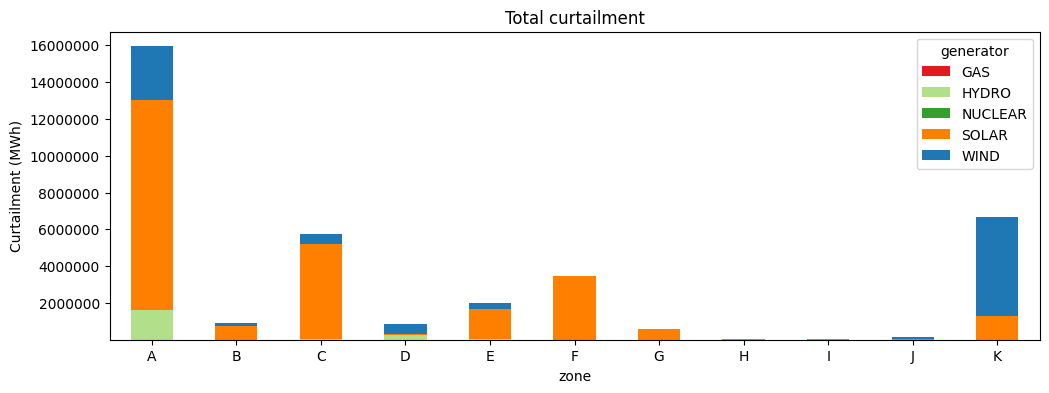 Total curtailment
Curtailment (MWh)
16000000
14000000
12000000
10000000
8000000
6000000
4000000
2000000
generator
GAS
HYDRO
NUCLEAR
SOLAR
WIND
A B C D E F G H I J K
zone